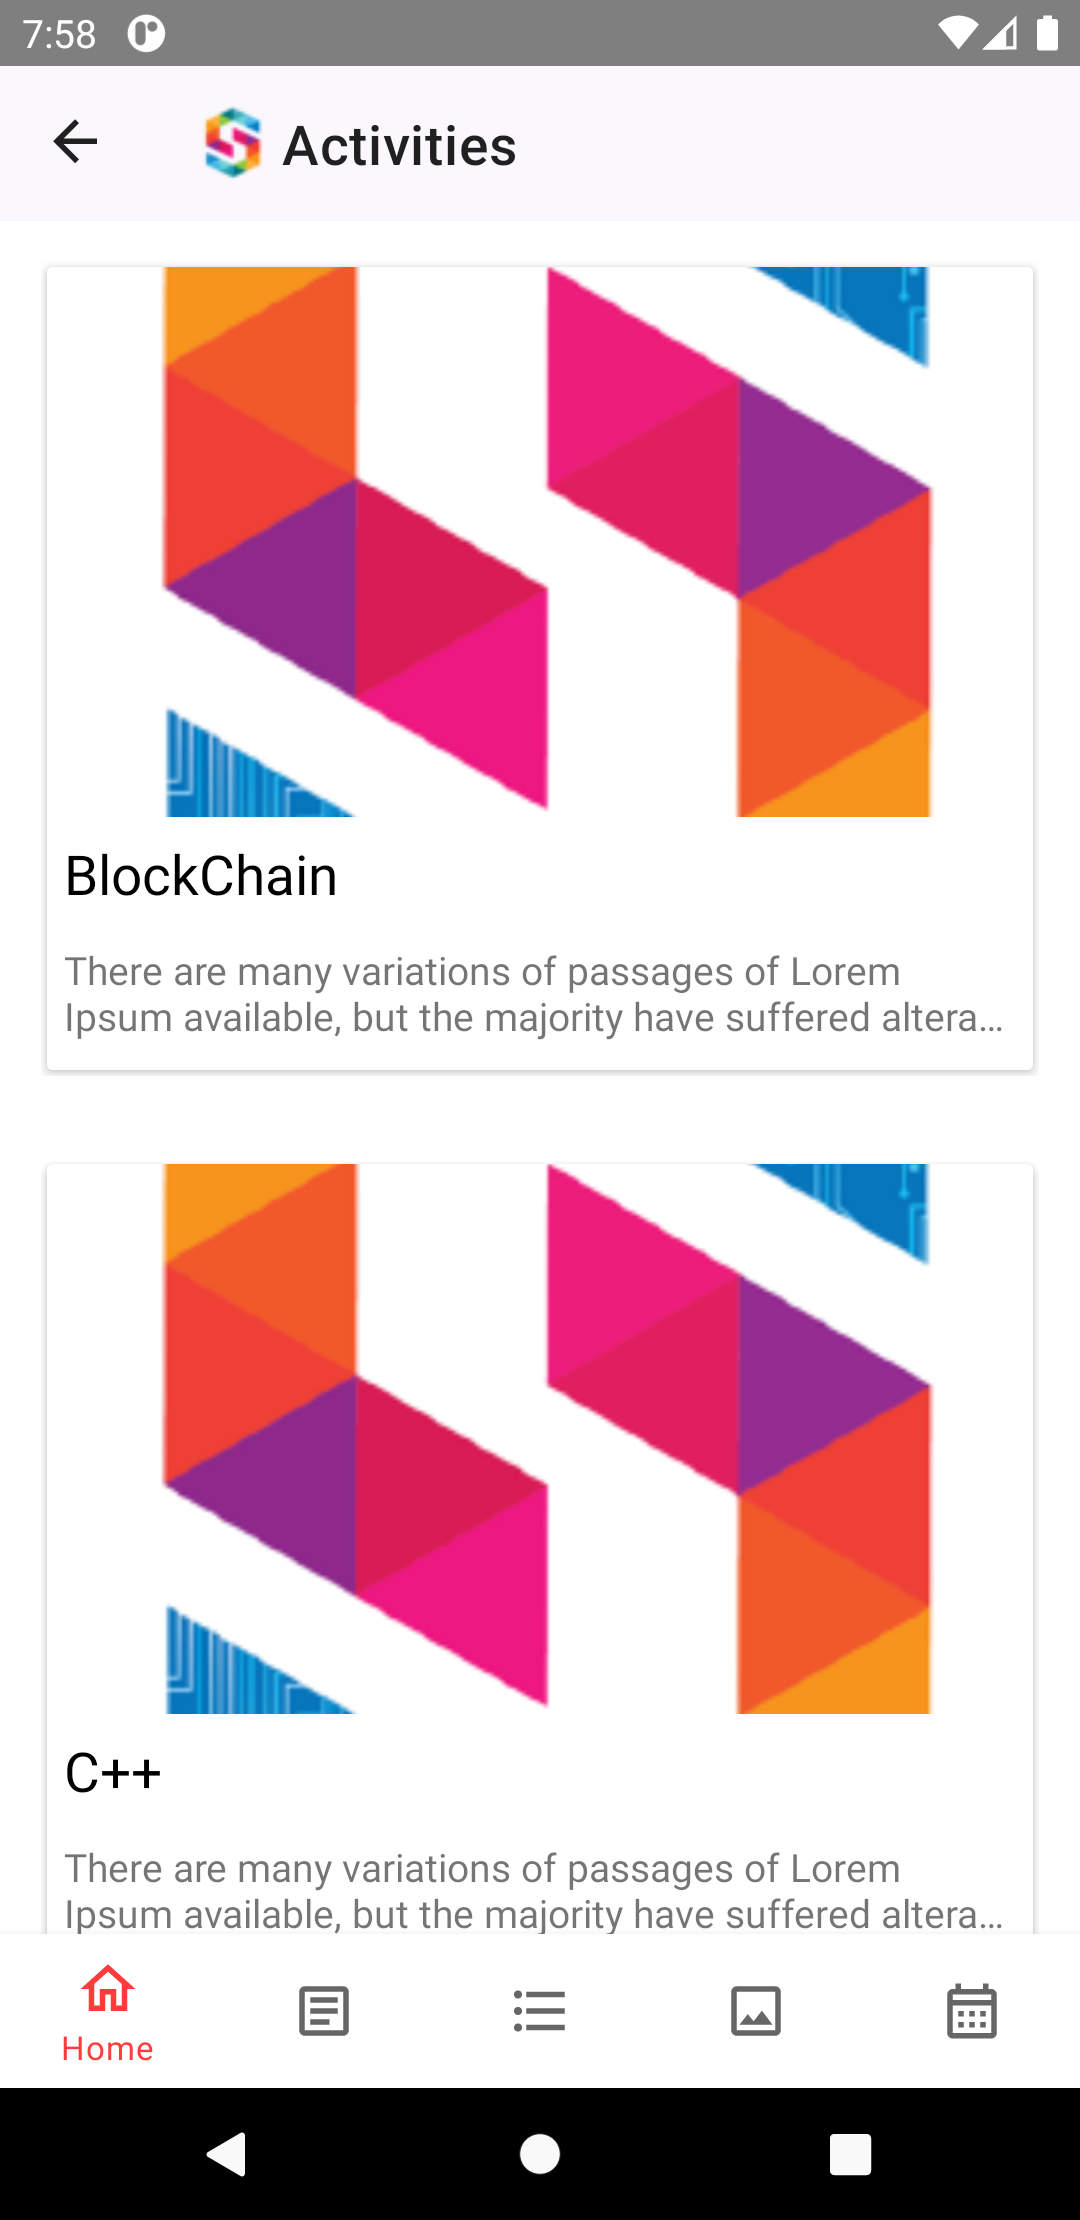 7:58
Activities
BlockChain
There are many variations of passages of Lorem
Ipsum available, but the majority have suffered altera...
C++
There are many variations of passages of Lorem
Ipsum available, but the majority have suffered altera...
Home